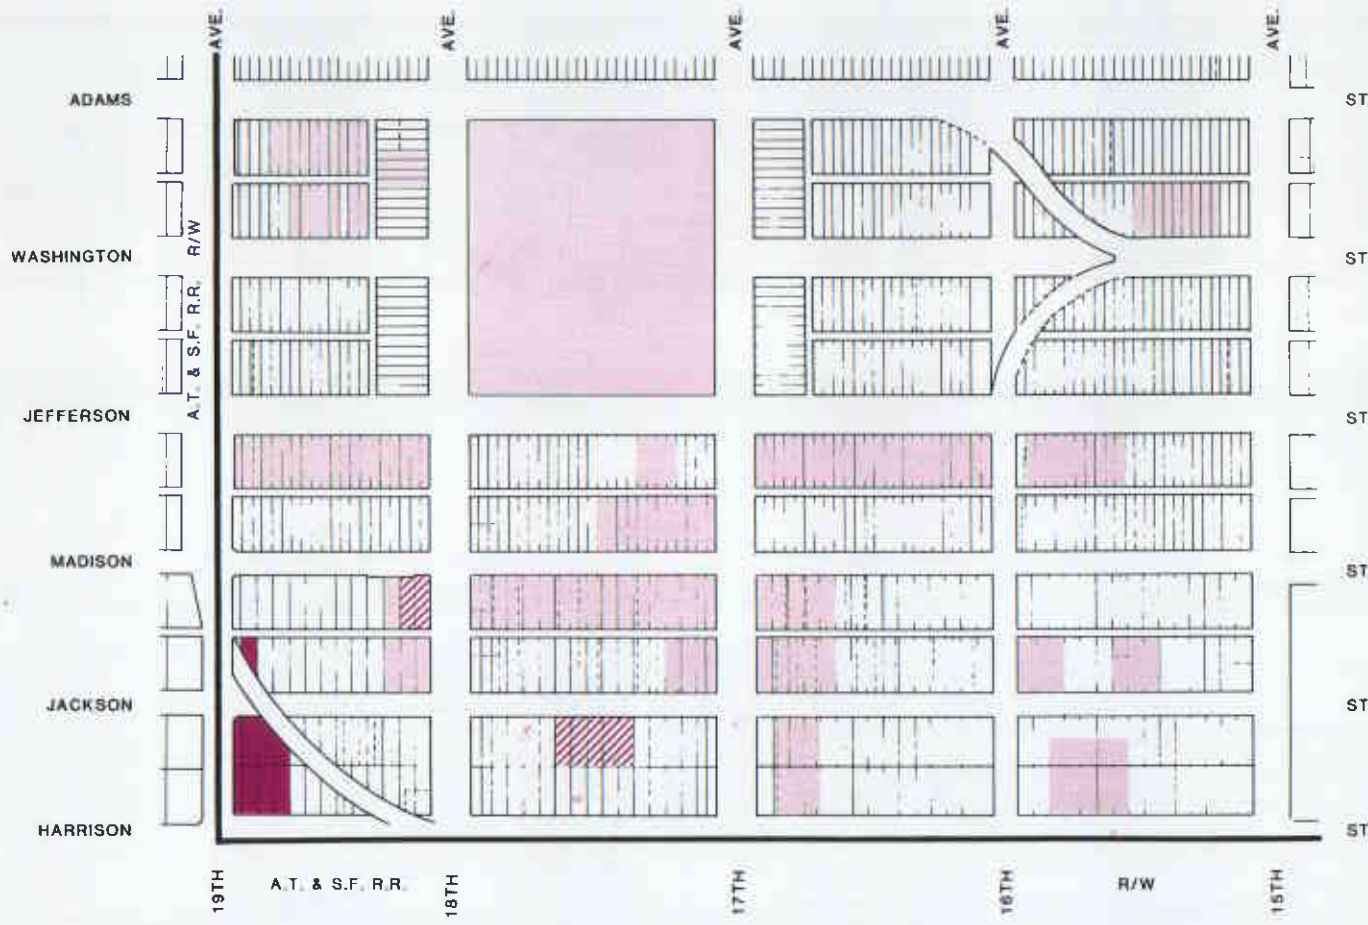 AVE.
AVE.
AVE.
AVE.
AVE.
ADAMS
ST
WASHINGTON
ST
A.T. & S.F. R.R. R/W
JEFFERSON
ST
MADISON
ST
JACKSON
ST
HARRISON
ST
19TH
A.T. & S.F. R.R.
18TH
17TH
16TH
R/W
15TH